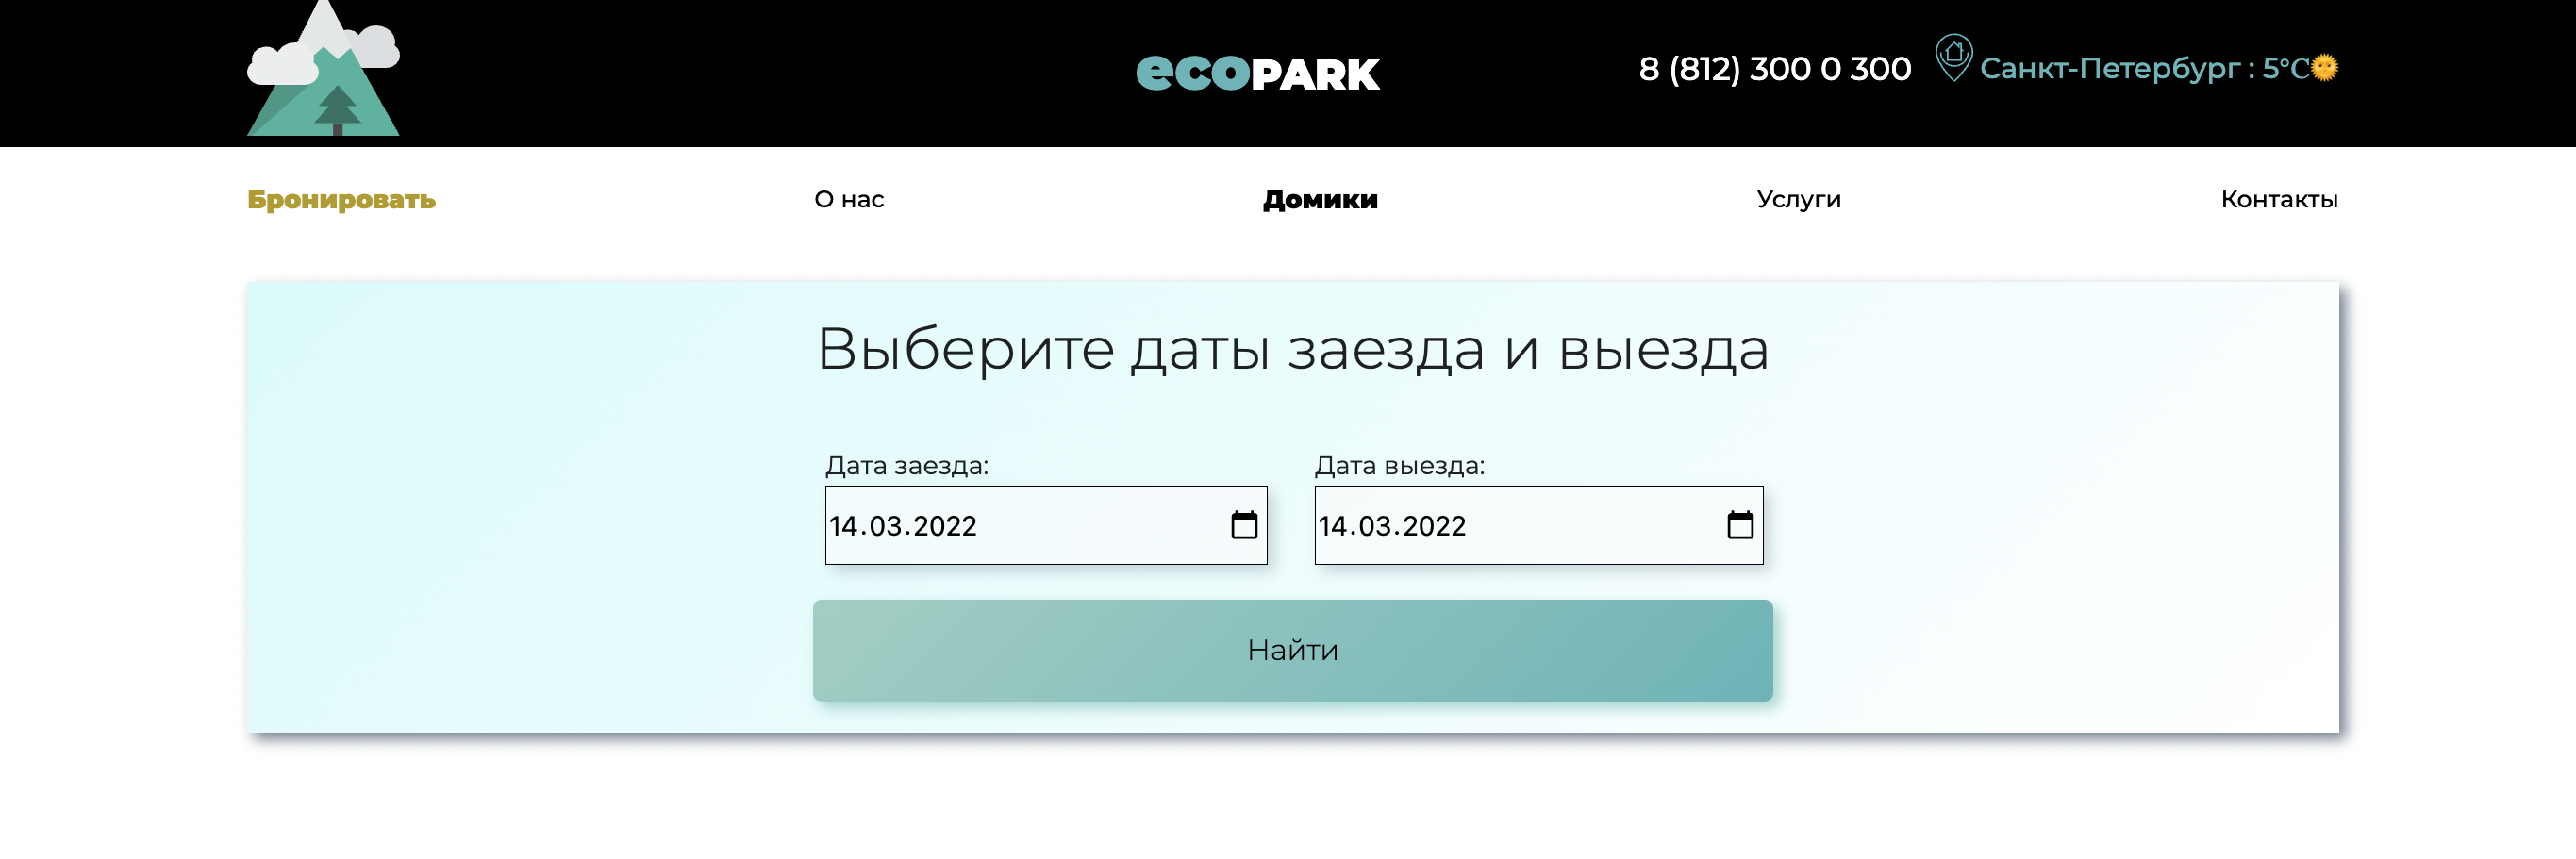 ecoPARK 8 (812) 300 0 300 Санкт-Петербург : 5°C
Бронировать О нас Домики Услуги Контакты
Выберите даты заезда и выезда
Дата заезда: Дата выезда:
14.03.2022 14.03.2022
Найти